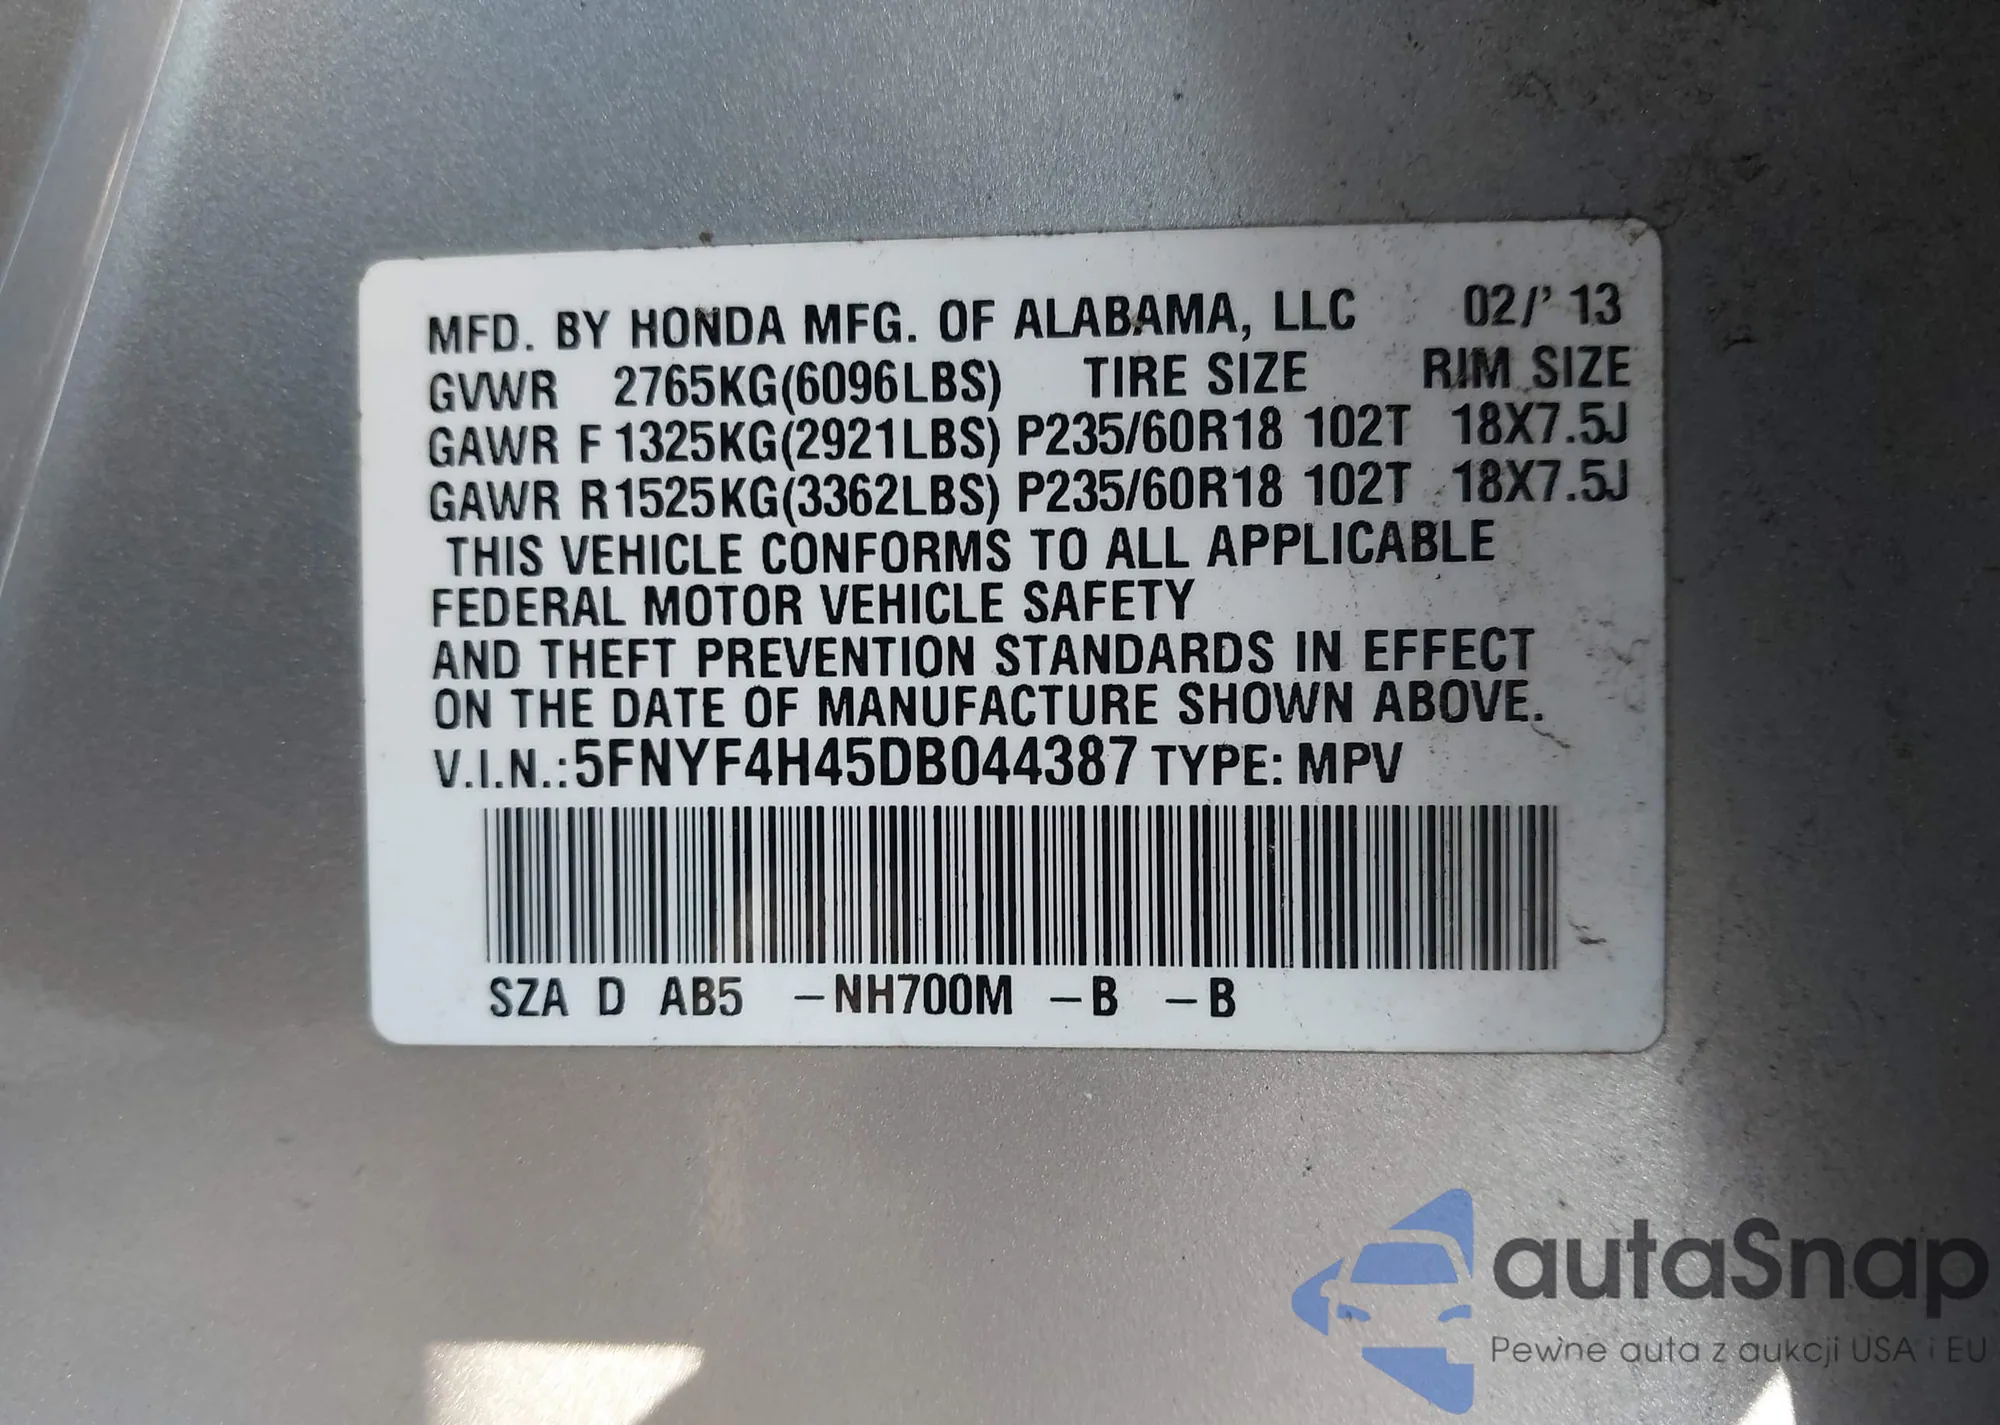 MFD. BY HONDA MFG. OF ALABAMA, LLC 02/' 13
GVWR 2765KG(6096LBS) TIRE SIZE RIM SIZE
GAWR F 1325KG(2921LBS) P235/60R18 102T 18X7.5J
GAWR R1525KG(3362LBS) P235/60R18 102T 18X7.5J
THIS VEHICLE CONFORMS TO ALL APPLICABLE
FEDERAL MOTOR VEHICLE SAFETY
AND THEFT PREVENTION STANDARDS IN EFFECT
ON THE DATE OF MANUFACTURE SHOWN ABOVE.
V.I.N.:5FNYF4H45DB044387 TYPE: MPV
SZA D AB5 -NH700M -B -B
autaSnap
Pewne auta z aukcji USA i EU